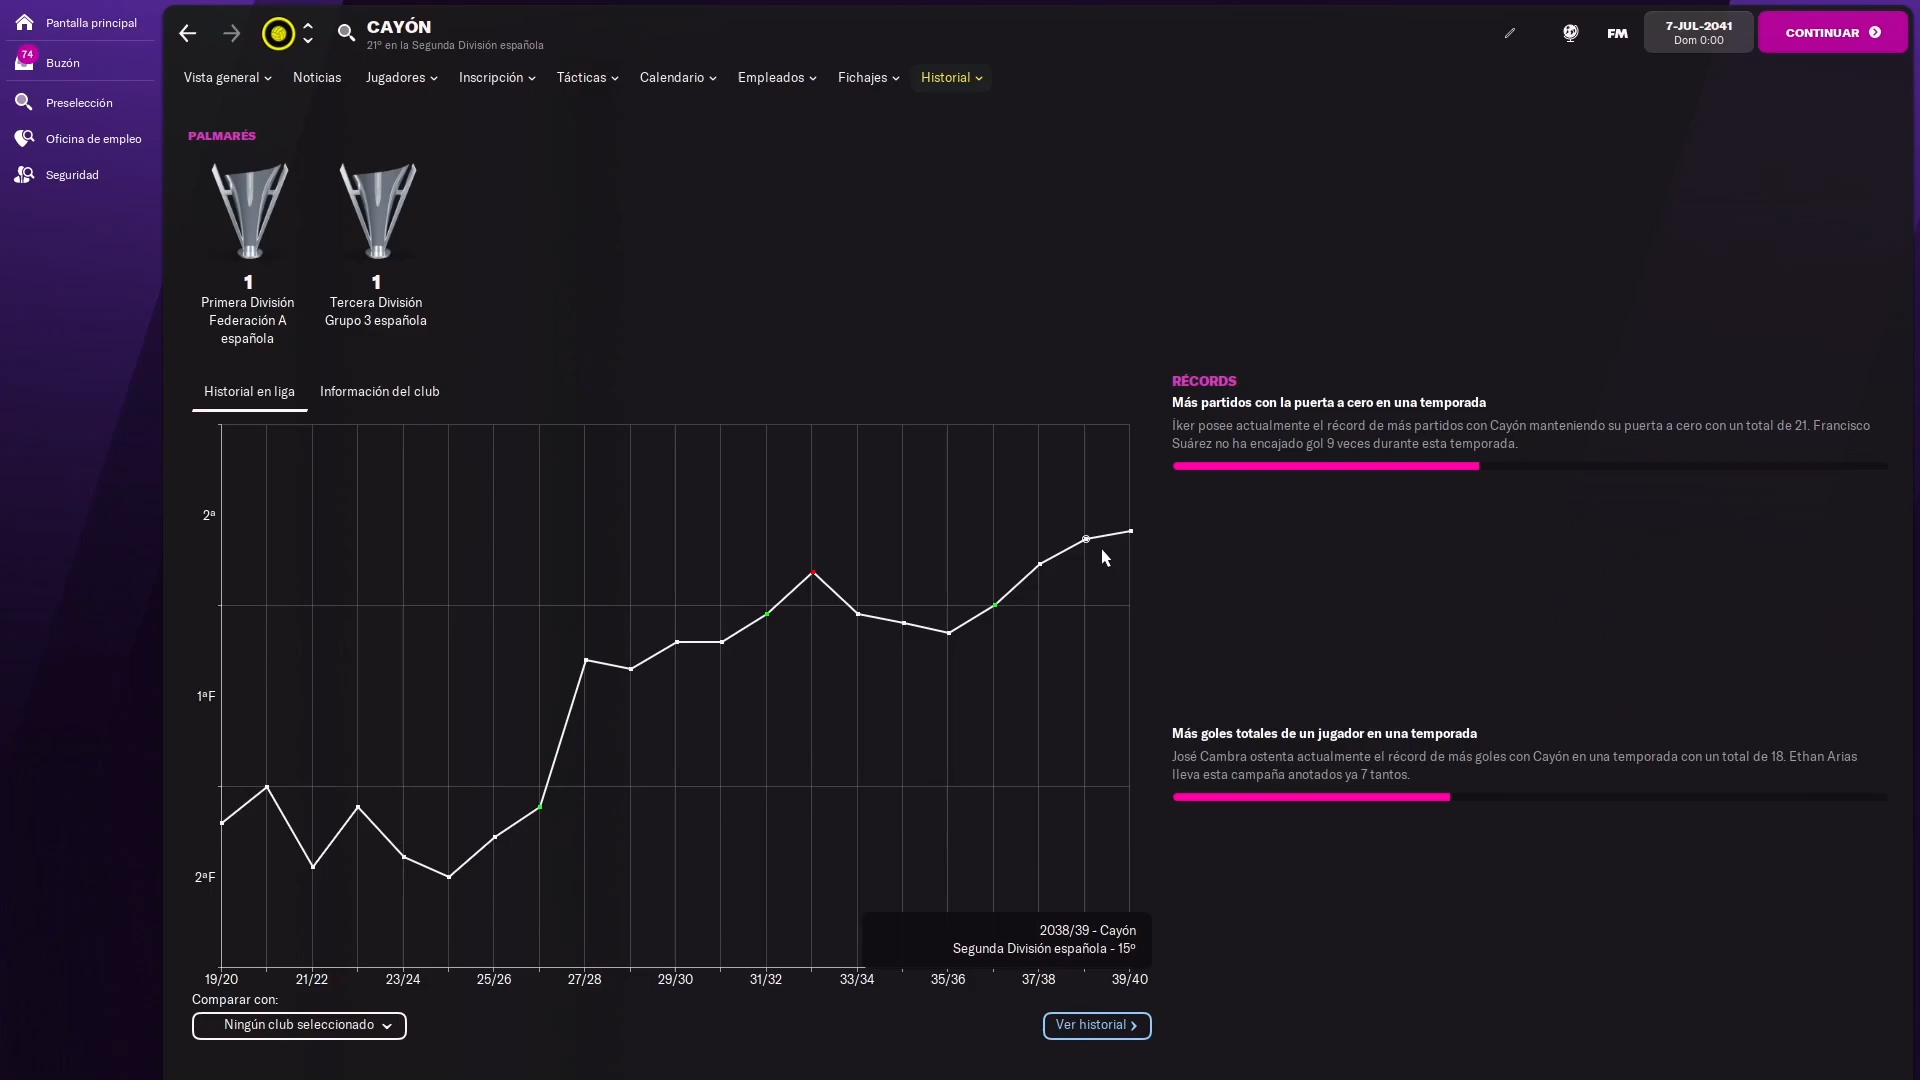 Pantalla principal
74
Buzón
Preselección
Oficina de empleo
Seguridad
CAYÓN
21º en la Segunda División española
FM
7-JUL-2041
Dom 0:00
CONTINUAR
Vista general
Noticias
Jugadores
Inscripción
Tácticas
Calendario
Empleados
Fichajes
Historial
PALMARÉS
1
Primera División
Federación A
española
1
Tercera División
Grupo 3 española
Historial en liga
Información del club
2ª
1ªF
2ªF
2038/39 - Cayón
Segunda División española - 15º
19/20
21/22
23/24
25/26
27/28
29/30
31/32
33/34
35/36
37/38
39/40
Comparar con:
Ningún club seleccionado
Ver historial
RÉCORDS
Más partidos con la puerta a cero en una temporada
Íker posee actualmente el récord de más partidos con Cayón manteniendo su puerta a cero con un total de 21. Francisco
Suárez no ha encajado gol 9 veces durante esta temporada.
Más goles totales de un jugador en una temporada
José Cambra ostenta actualmente el récord de más goles con Cayón en una temporada con un total de 18. Ethan Arias
lleva esta campaña anotados ya 7 tantos.